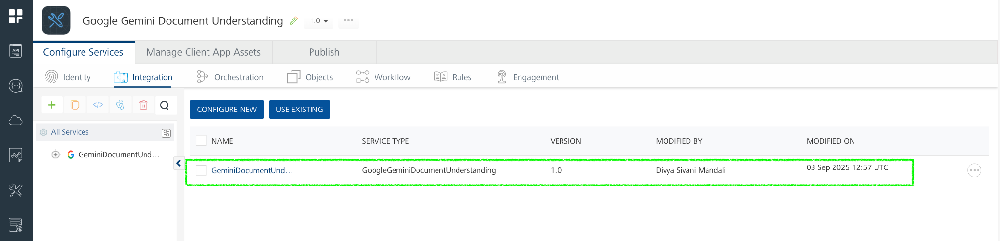 Google Gemini Document Understanding 1.0
Configure Services Manage Client App Assets Publish
API Identity Integration Orchestration Objects Workflow Rules Engagement
CONFIGURE NEW USE EXISTING
All Services
NAME SERVICE TYPE VERSION MODIFIED BY MODIFIED ON
GeminiDocumentUnd...
GeminiDocumentUnd... GoogleGeminiDocumentUnderstanding 1.0 Divya Sivani Mandali 03 Sep 2025 12:57 UTC